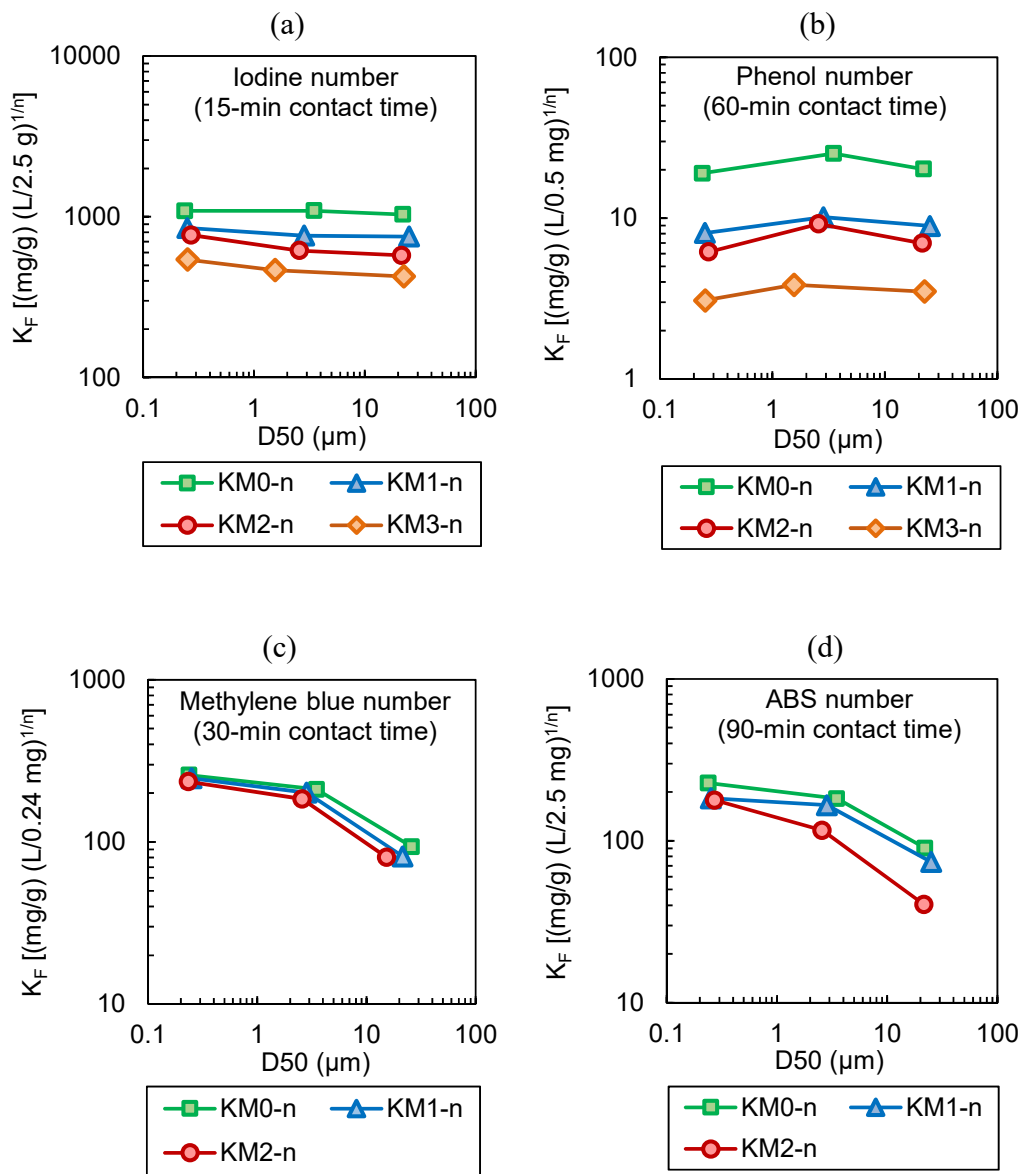 (a)
Iodine number
(15-min contact time)
K_F [(mg/g) (L/2.5 g)^1/n]
10000
1000
100
0.1 1 10 100
D50 (µm)
KM0-n KM1-n
KM2-n KM3-n
(b)
Phenol number
(60-min contact time)
K_F [(mg/g) (L/0.5 mg)^1/n]
100
10
1
0.1 1 10 100
D50 (µm)
KM0-n KM1-n
KM2-n KM3-n
(c)
Methylene blue number
(30-min contact time)
K_F [(mg/g) (L/0.24 mg)^1/n]
1000
100
10
0.1 1 10 100
D50 (µm)
KM0-n KM1-n
KM2-n
(d)
ABS number
(90-min contact time)
K_F [(mg/g) (L/2.5 mg)^1/n]
1000
100
10
0.1 1 10 100
D50 (µm)
KM0-n KM1-n
KM2-n